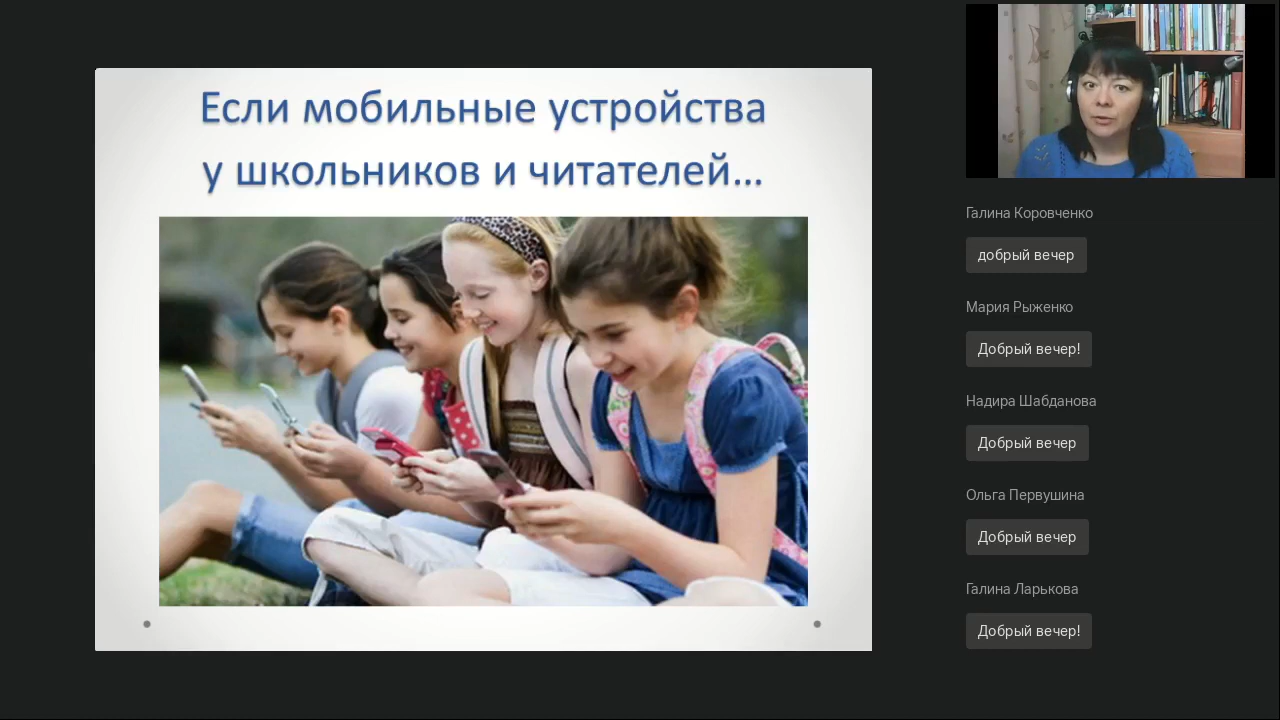 Если мобильные устройства
у школьников и читателей...
Галина Коровченко
добрый вечер
Мария Рыженко
Добрый вечер!
Надира Шабданова
Добрый вечер
Ольга Первушина
Добрый вечер
Галина Ларькова
Добрый вечер!